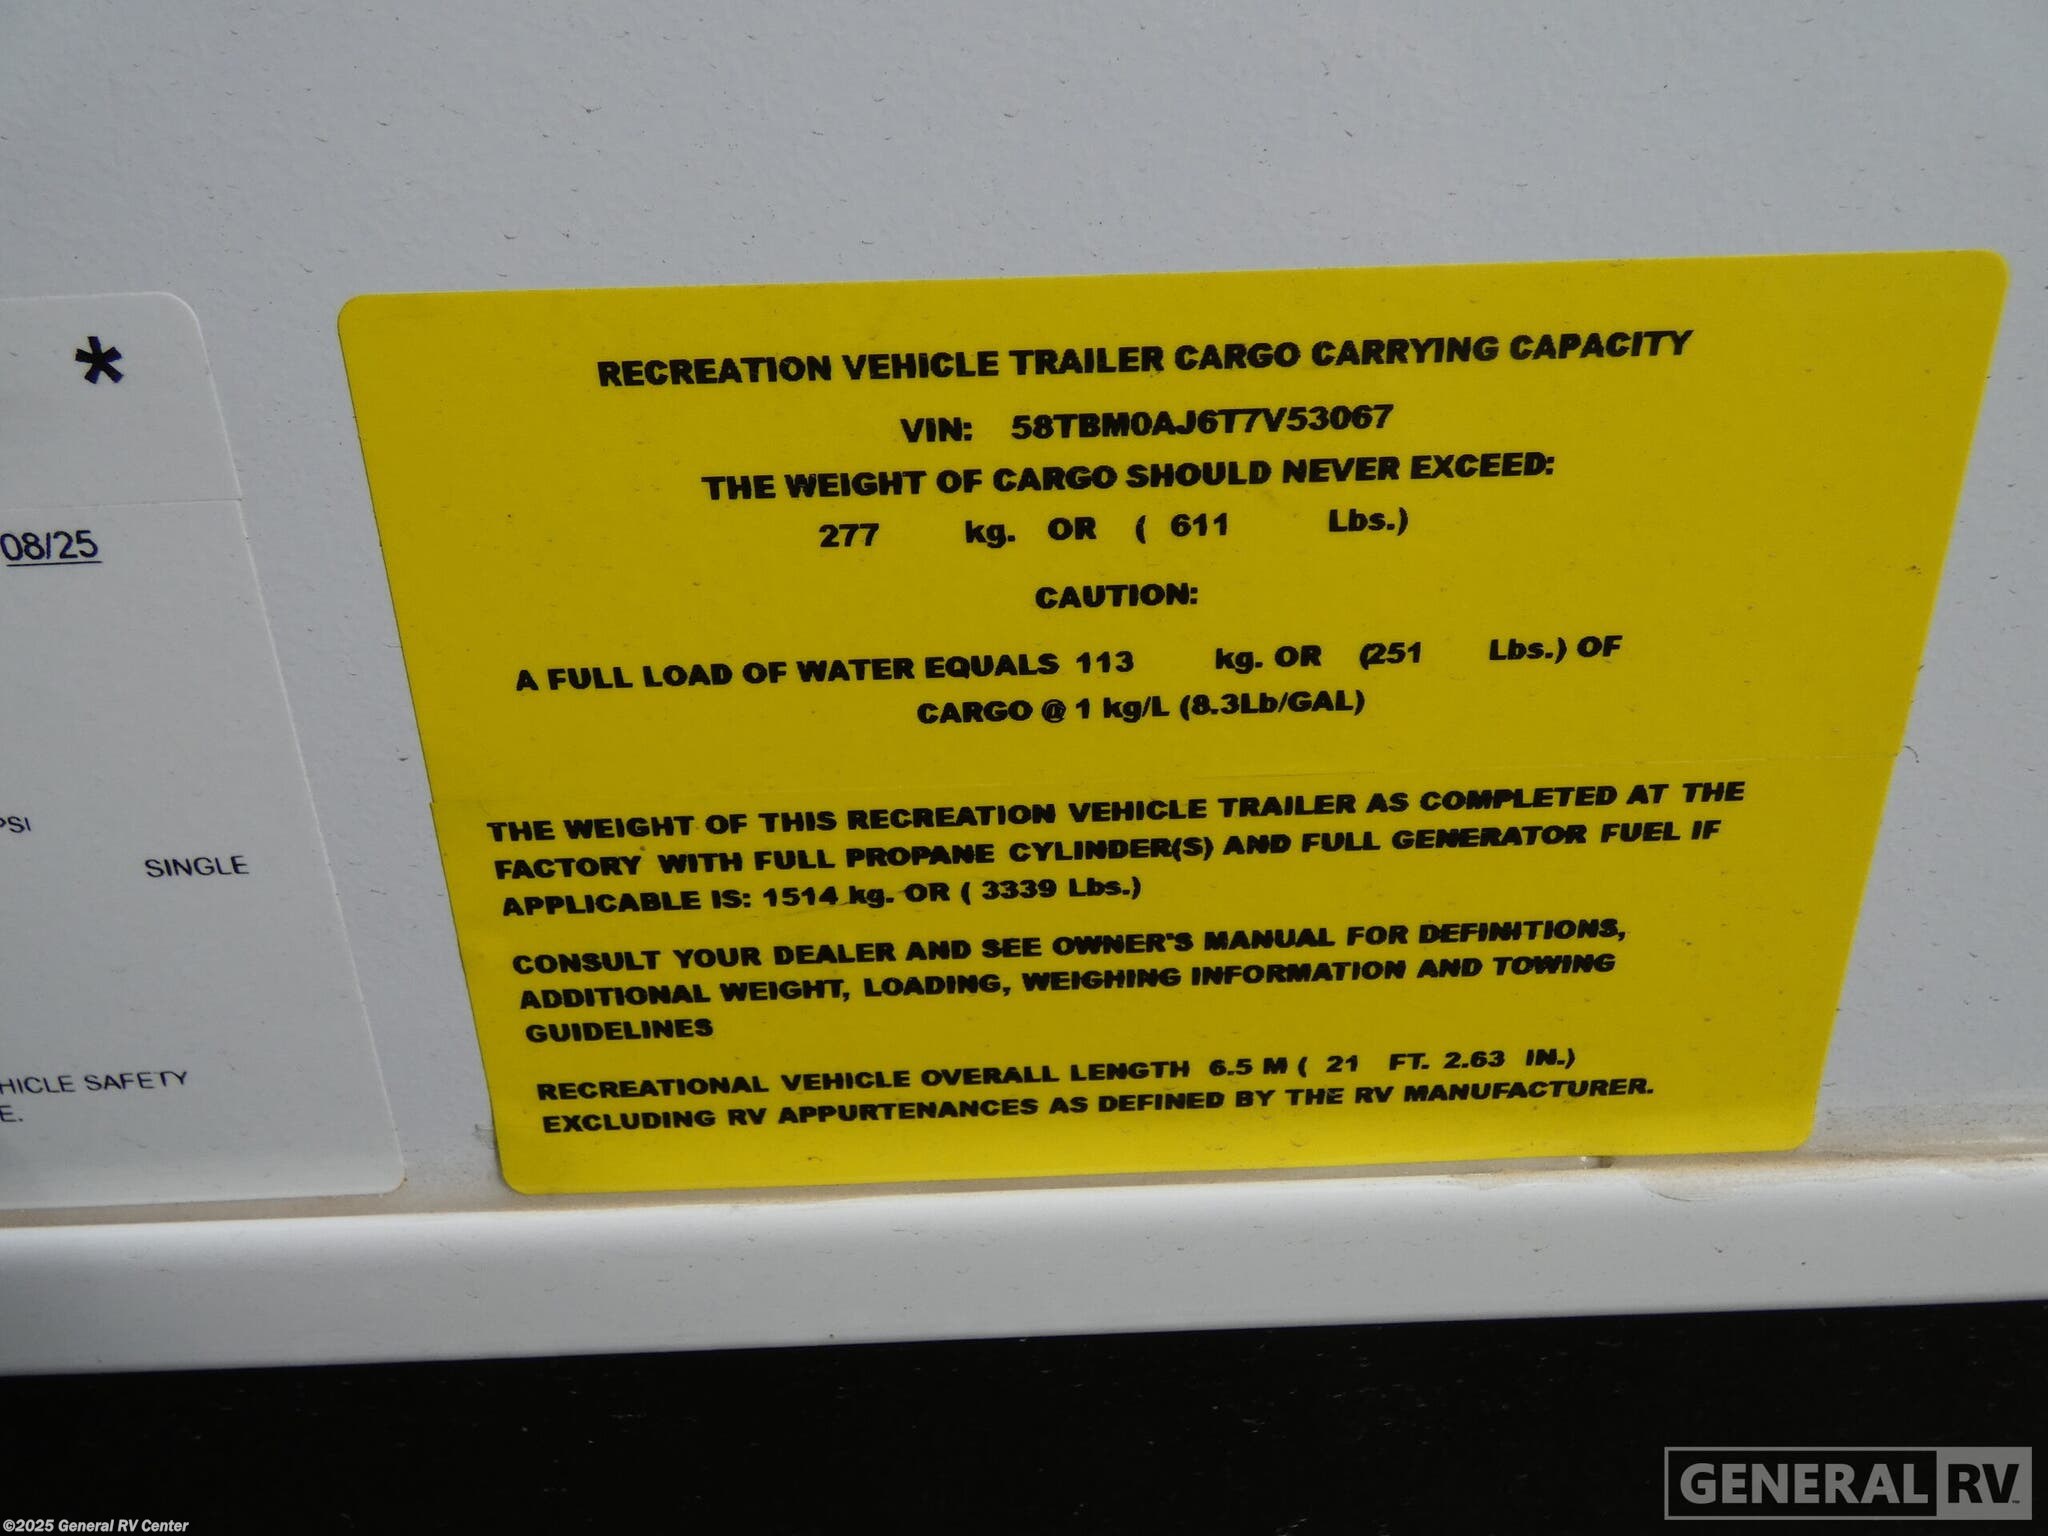 *
08/25
PSI
SINGLE
HICLE SAFETY
E.
RECREATION VEHICLE TRAILER CARGO CARRYING CAPACITY
VIN: 58TBM0AJ6T7V53067
THE WEIGHT OF CARGO SHOULD NEVER EXCEED:
277 kg. OR ( 611 Lbs.)
CAUTION:
A FULL LOAD OF WATER EQUALS 113 kg. OR (251 Lbs.) OF
CARGO @ 1 kg/L (8.3Lb/GAL)
THE WEIGHT OF THIS RECREATION VEHICLE TRAILER AS COMPLETED AT THE
FACTORY WITH FULL PROPANE CYLINDER(S) AND FULL GENERATOR FUEL IF
APPLICABLE IS: 1514 kg. OR ( 3339 Lbs.)
CONSULT YOUR DEALER AND SEE OWNER'S MANUAL FOR DEFINITIONS,
ADDITIONAL WEIGHT, LOADING, WEIGHING INFORMATION AND TOWING
GUIDELINES
RECREATIONAL VEHICLE OVERALL LENGTH 6.5 M ( 21 FT. 2.63 IN.)
EXCLUDING RV APPURTENANCES AS DEFINED BY THE RV MANUFACTURER.
GENERAL RV
©2025 General RV Center